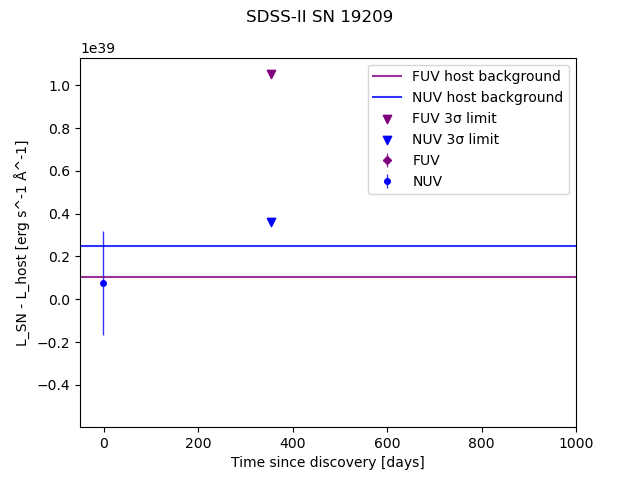 SDSS-II SN 19209
1e39
FUV host background
NUV host background
FUV 3σ limit
NUV 3σ limit
FUV
NUV
1.0
0.8
0.6
0.4
0.2
0.0
−0.2
−0.4
L_SN - L_host [erg s^-1 Å^-1]
0 200 400 600 800 1000
Time since discovery [days]